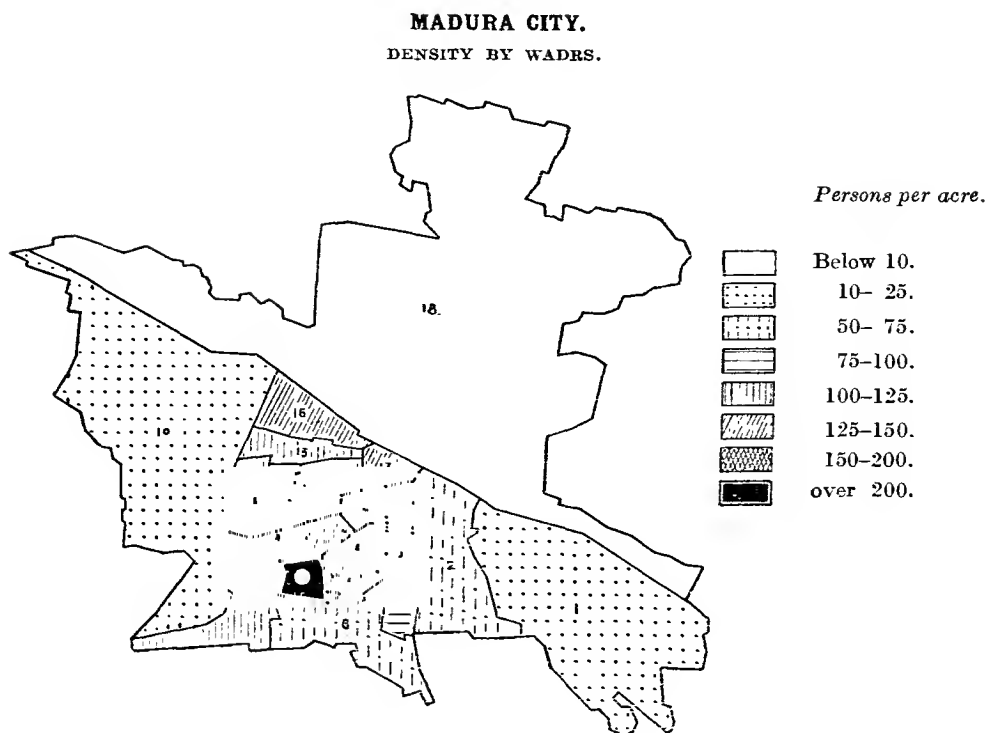 MADURA CITY.
DENSITY BY WADRS.
Persons per acre.
Below 10.
10– 25.
50– 75.
75–100.
100–125.
125–150.
150–200.
over 200.
18.
16
10
15
2
1
6